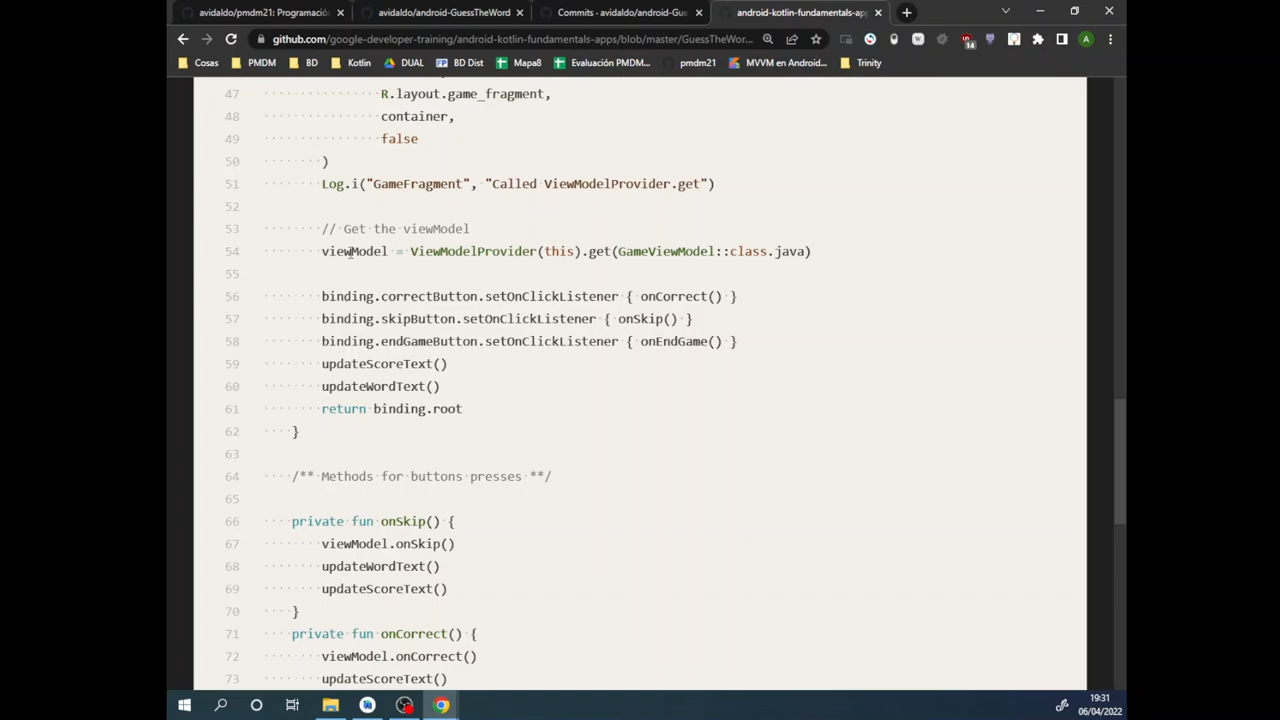 avidaldo/pmdm21: Programació
avidaldo/android-GuessTheWord
Commits - avidaldo/android-Gues
android-kotlin-fundamentals-app
github.com/google-developer-training/android-kotlin-fundamentals-apps/blob/master/GuessTheWor...
14
A
Cosas
PMDM
BD
Kotlin
DUAL
BD Dist
Mapa8
Evaluación PMDM...
pmdm21
MVVM en Android...
Trinity
47 R.layout.game_fragment,
48 container,
49 false
50 )
51 Log.i("GameFragment", "Called ViewModelProvider.get")
52
53 // Get the viewModel
54 viewModel = ViewModelProvider(this).get(GameViewModel::class.java)
55
56 binding.correctButton.setOnClickListener { onCorrect() }
57 binding.skipButton.setOnClickListener { onSkip() }
58 binding.endGameButton.setOnClickListener { onEndGame() }
59 updateScoreText()
60 updateWordText()
61 return binding.root
62 }
63
64 /** Methods for buttons presses **/
65
66 private fun onSkip() {
67 viewModel.onSkip()
68 updateWordText()
69 updateScoreText()
70 }
71 private fun onCorrect() {
72 viewModel.onCorrect()
73 updateScoreText()
19:31
06/04/2022